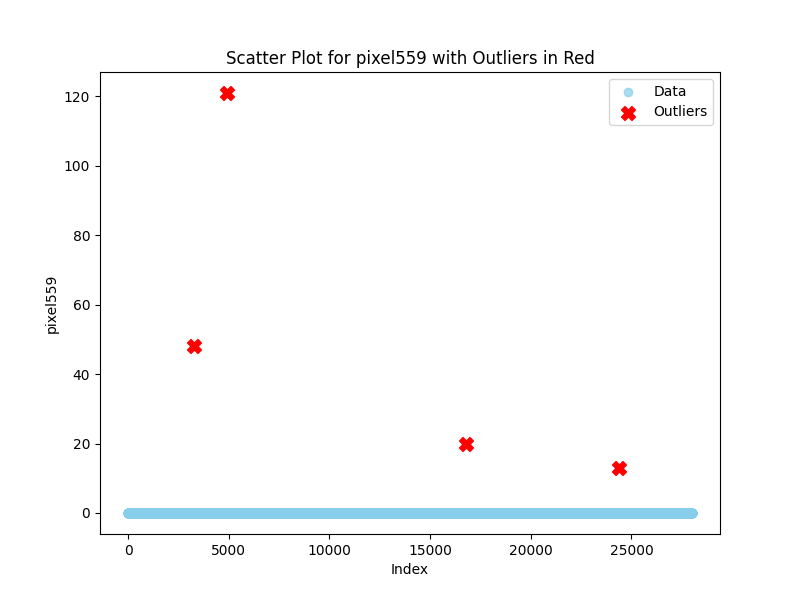 Scatter Plot for pixel559 with Outliers in Red
Data
Outliers
120
100
80
60
40
20
0
pixel559
0 5000 10000 15000 20000 25000
Index